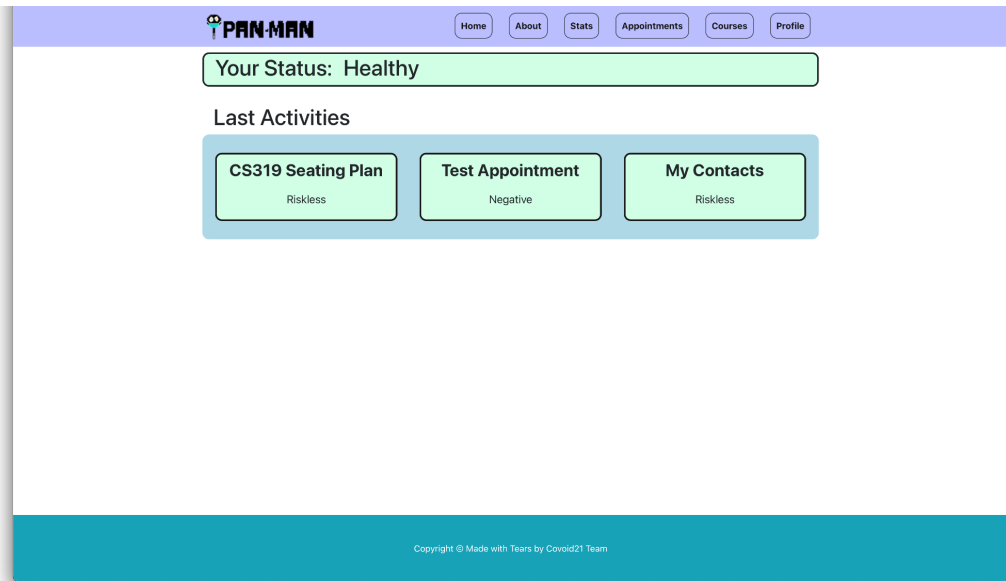 PAN-MAN
Home About Stats Appointments Courses Profile
Your Status: Healthy
Last Activities
CS319 Seating Plan
Riskless
Test Appointment
Negative
My Contacts
Riskless
Copyright © Made with Tears by Covoid21 Team